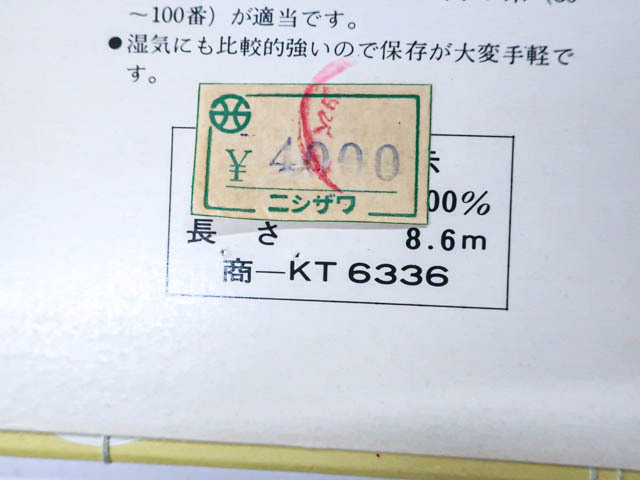 ~100番）が適当です。
●湿気にも比較的強いので保存が大変手軽で
す。
¥ 4000
ニシザワ
00%
長さ 8.6m
商—KT 6336